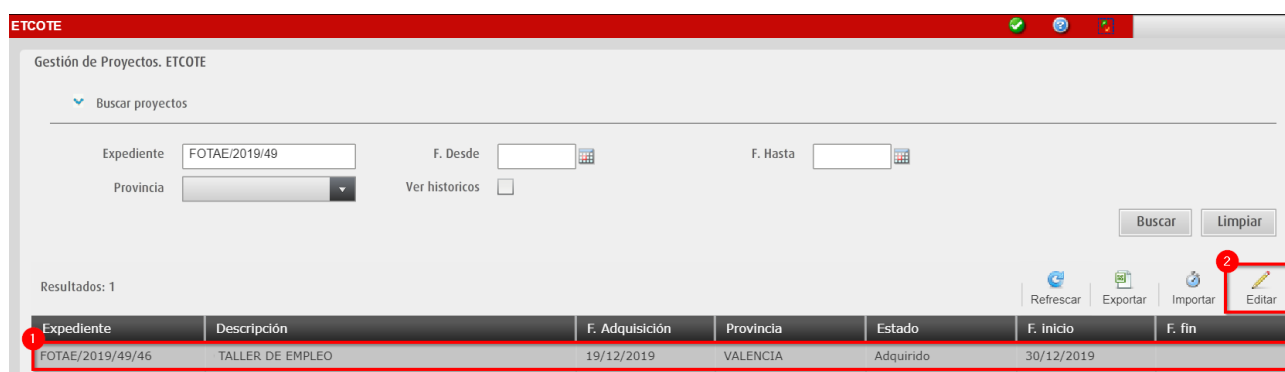 ETCOTE
Gestión de Proyectos. ETCOTE
Buscar proyectos
Expediente FOTAE/2019/49 F. Desde F. Hasta
Provincia Ver historicos
Buscar Limpiar
2
Resultados: 1 Refrescar Exportar Importar Editar
Expediente Descripción F. Adquisición Provincia Estado F. inicio F. fin
1
FOTAE/2019/49/46 TALLER DE EMPLEO 19/12/2019 VALENCIA Adquirido 30/12/2019